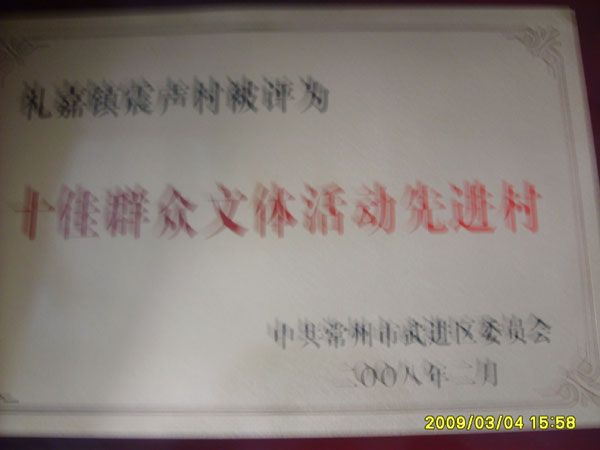 礼嘉镇震声村被评为
十佳群众文体活动先进村
中共常州市武进区委员会
二〇〇八年二月
2009/03/04 15:58